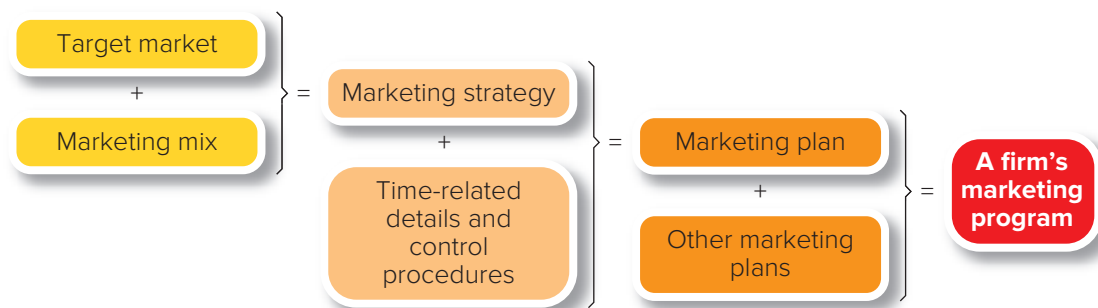 Target market
+
Marketing mix
=
Marketing strategy
+
Time-related
details and
control
procedures
=
Marketing plan
+
Other marketing
plans
=
A firm's
marketing
program